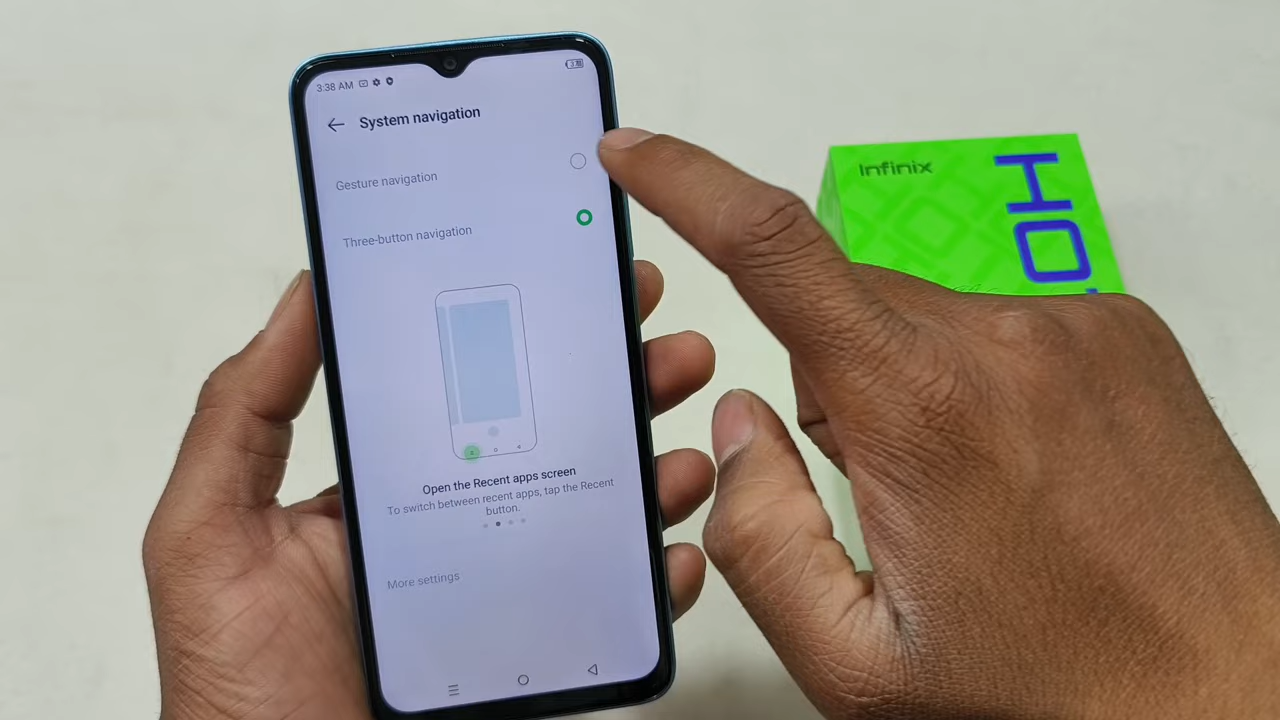 3:38 AM
System navigation
Gesture navigation
Three-button navigation
Open the Recent apps screen
To switch between recent apps, tap the Recent
button.
More settings
Infinix
HO